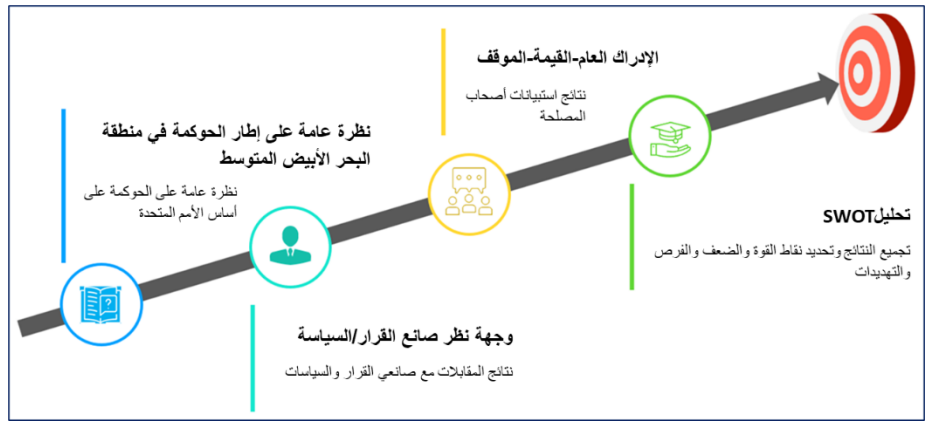 نظرة عامة على إطار الحوكمة في منطقة
البحر الأبيض المتوسط
نظرة عامة على الحوكمة على
أساس الأمم المتحدة
وجهة نظر صانع القرار/السياسة
نتائج المقابلات مع صانعي القرار والسياسات
الإدراك العام-القيمة-الموقف
نتائج استبيانات أصحاب
المصلحة
تحليلSWOT
تجميع النتائج وتحديد نقاط القوة والضعف والفرص
والتهديدات
?